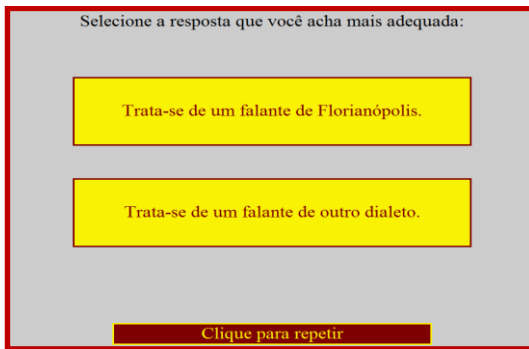 Selecione a resposta que você acha mais adequada:
Trata-se de um falante de Florianópolis.
Trata-se de um falante de outro dialeto.
Clique para repetir